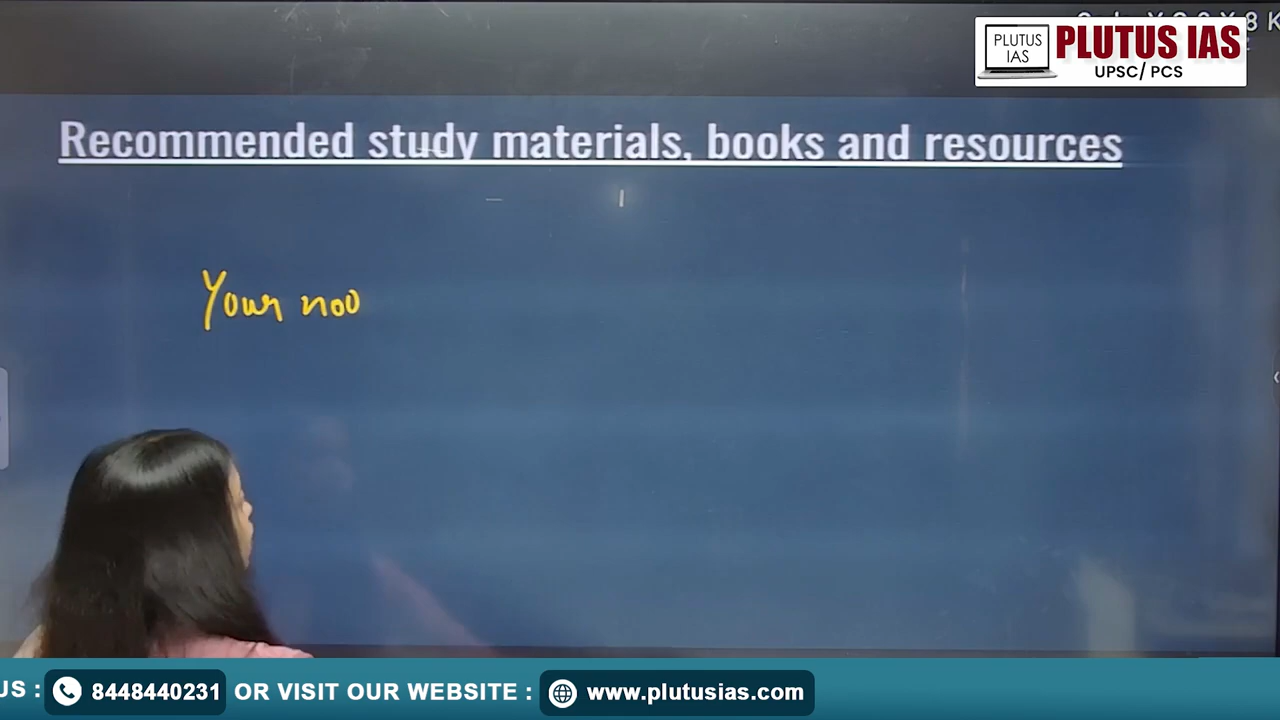 PLUTUS
IAS
PLUTUS IAS
UPSC/ PCS
Recommended study materials, books and resources
Your noo
US :
8448440231
OR VISIT OUR WEBSITE :
www.plutusias.com